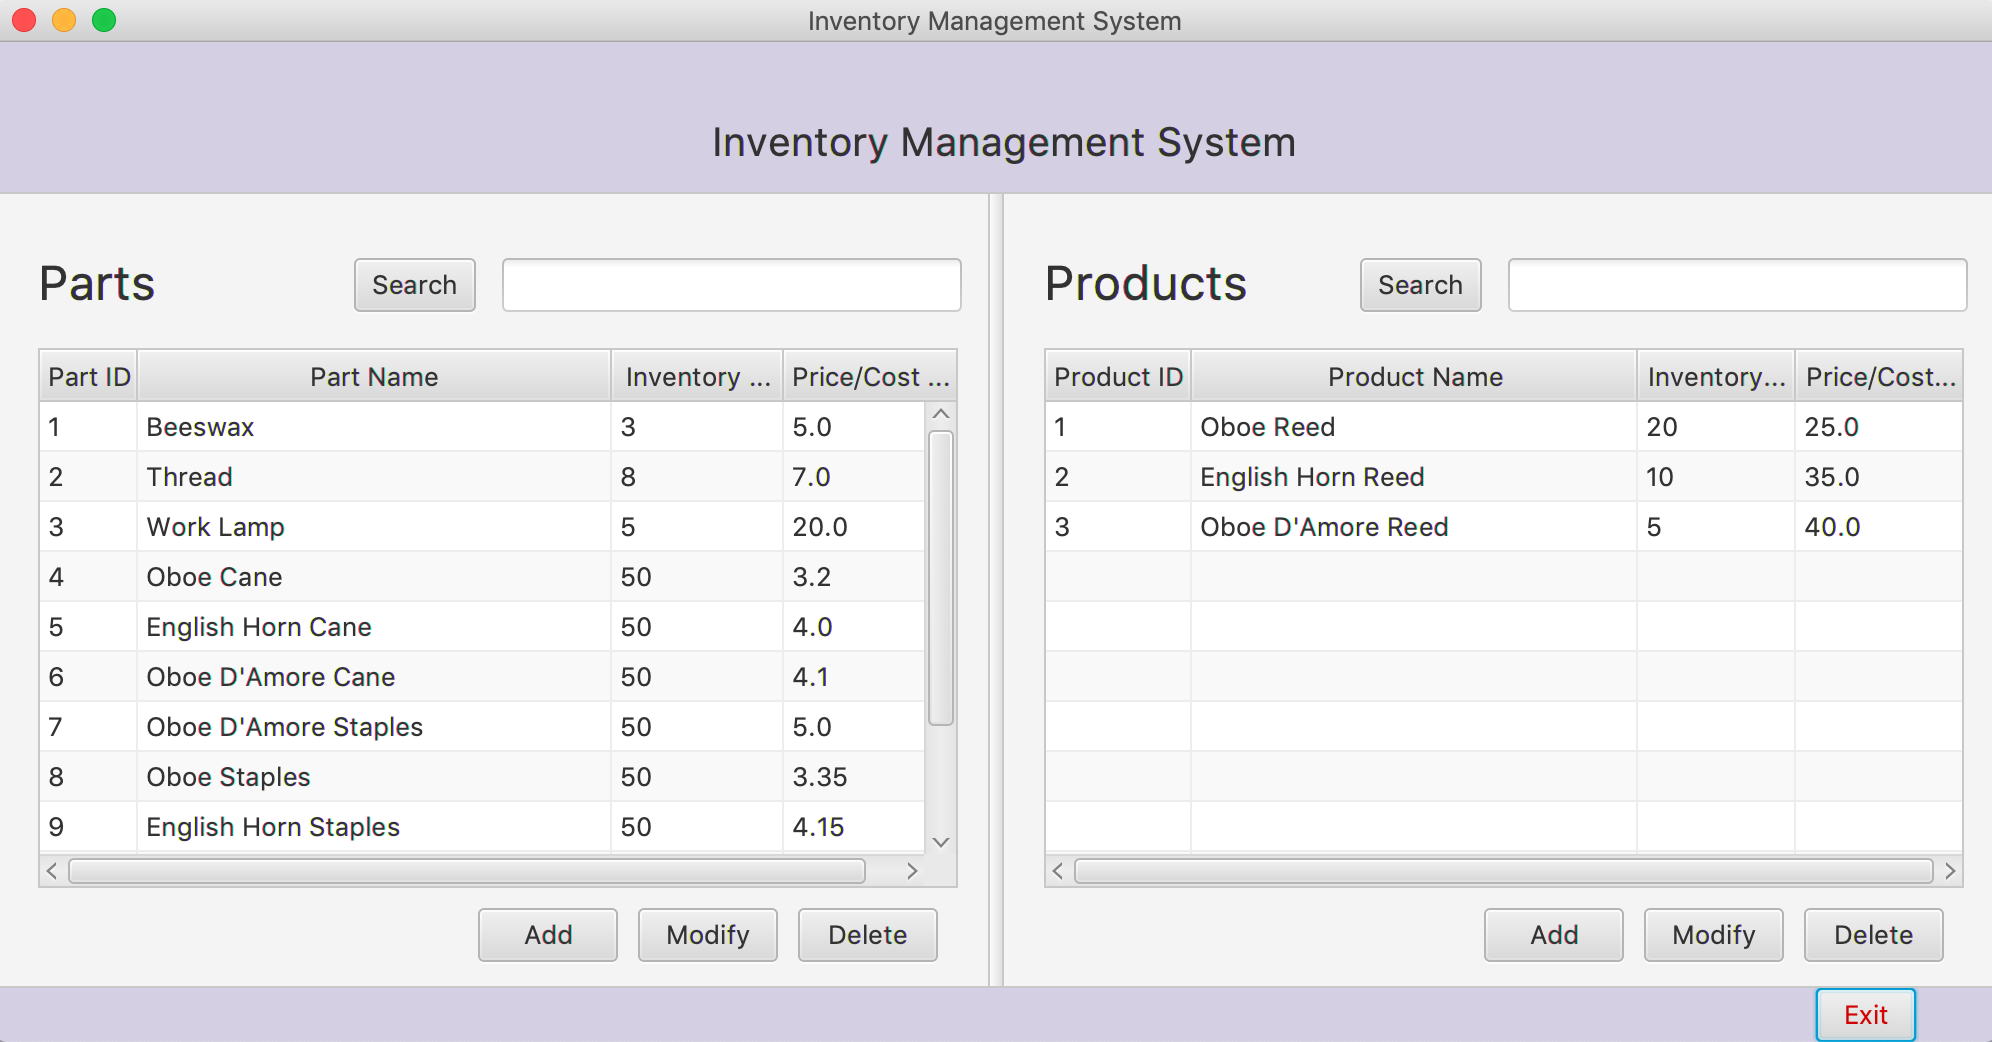 Inventory Management System
Inventory Management System
Parts
Search
Part ID Part Name Inventory ... Price/Cost ...
1 Beeswax 3 5.0
2 Thread 8 7.0
3 Work Lamp 5 20.0
4 Oboe Cane 50 3.2
5 English Horn Cane 50 4.0
6 Oboe D'Amore Cane 50 4.1
7 Oboe D'Amore Staples 50 5.0
8 Oboe Staples 50 3.35
9 English Horn Staples 50 4.15
Add Modify Delete
Products
Search
Product ID Product Name Inventory... Price/Cost...
1 Oboe Reed 20 25.0
2 English Horn Reed 10 35.0
3 Oboe D'Amore Reed 5 40.0
Add Modify Delete
Exit